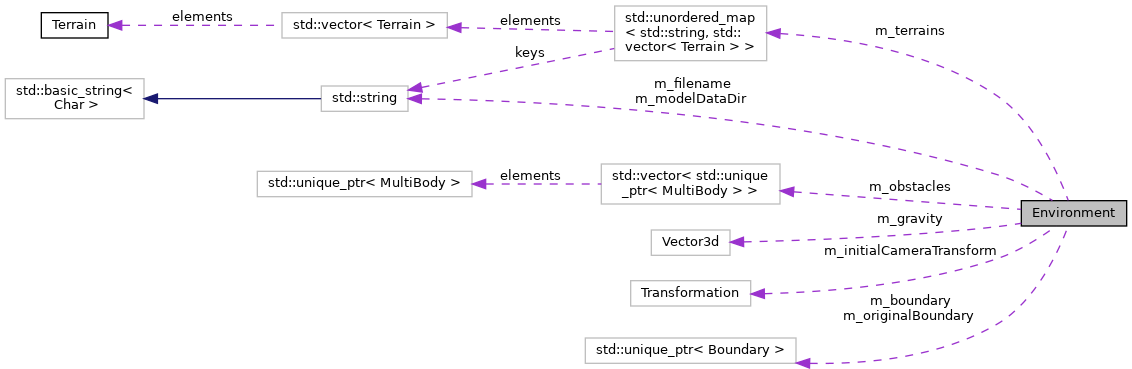 Terrain
elements
std::vector< Terrain >
elements
std::unordered_map
< std::string, std::
vector< Terrain > >
m_terrains
keys
std::basic_string<
Char >
std::string
m_filename
m_modelDataDir
std::unique_ptr< MultiBody >
elements
std::vector< std::unique
_ptr< MultiBody > >
m_obstacles
Environment
m_gravity
Vector3d
m_initialCameraTransform
Transformation
m_boundary
m_originalBoundary
std::unique_ptr< Boundary >